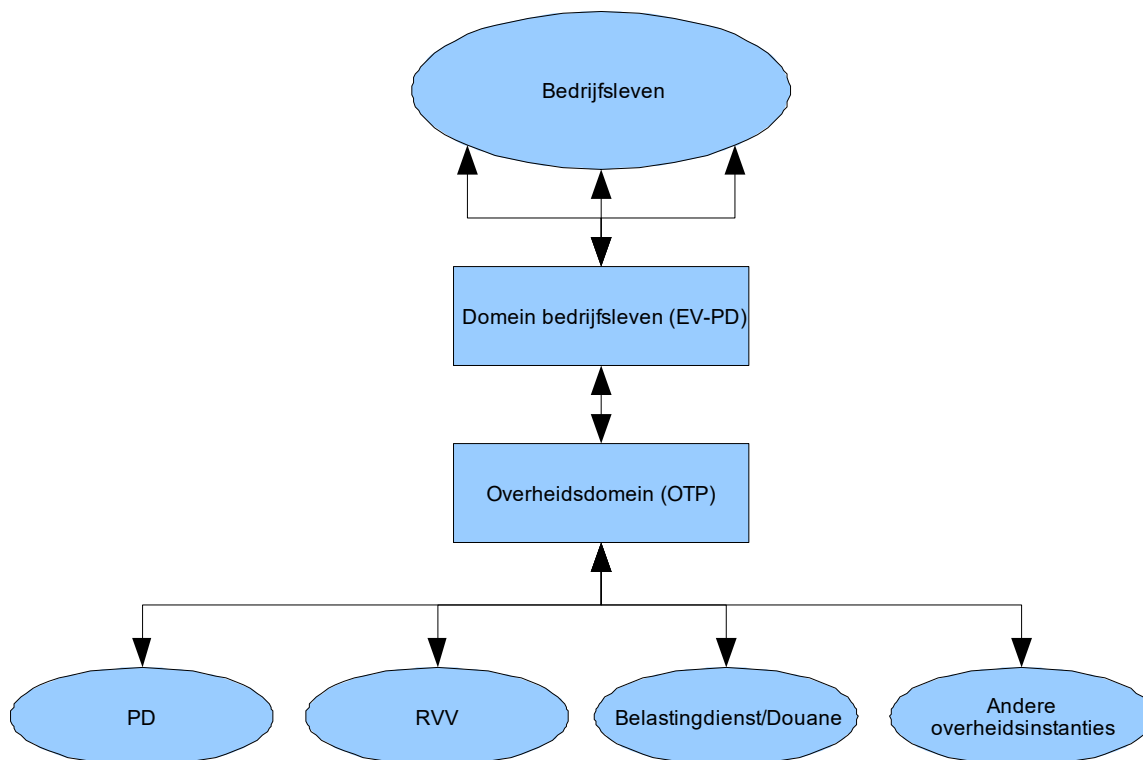 Bedrijfsleven
Domein bedrijfsleven (EV-PD)
Overheidsdomein (OTP)
PD
RVV
Belastingdienst/Douane
Andere
overheidsinstanties